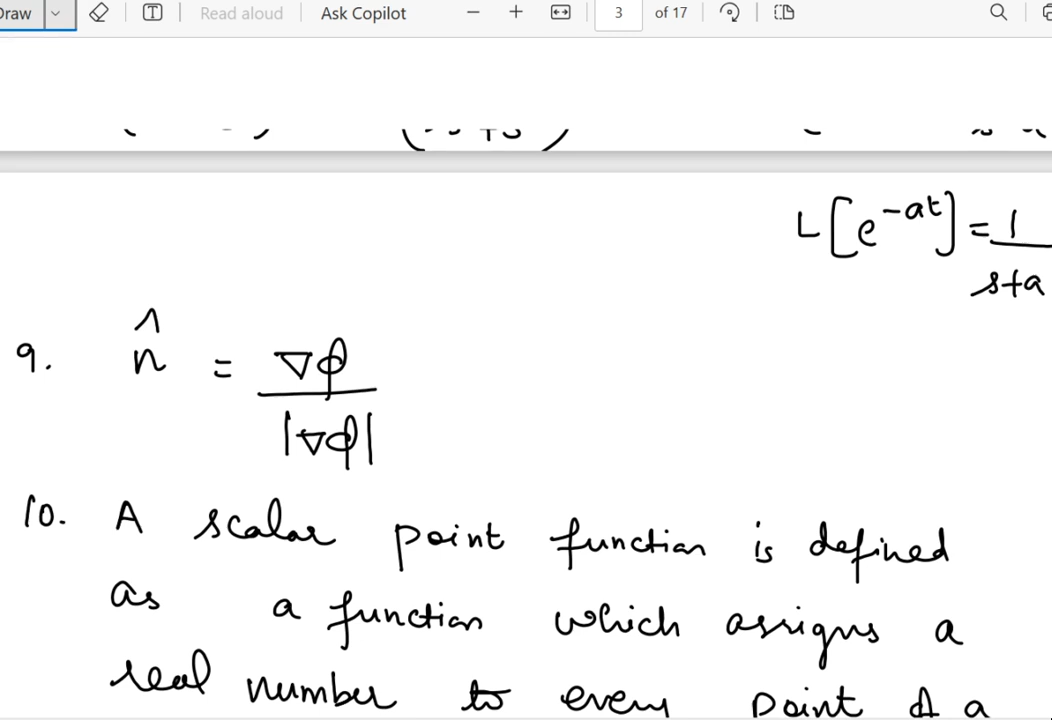 Draw Read aloud Ask Copilot 3 of 17
L[e^{-at}] = 1/(s+a)
9. n̂ = ∇φ / |∇φ|
10. A scalar point function is defined
as a function which assigns a
real number to every point of a